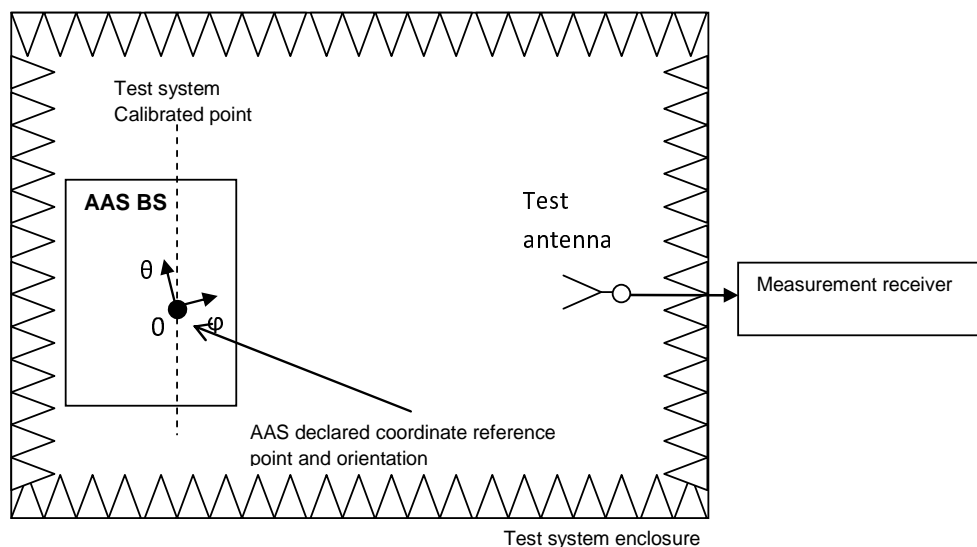 Test system
Calibrated point
AAS BS
Test
antenna
θ
0
φ
Measurement receiver
AAS declared coordinate reference
point and orientation
Test system enclosure